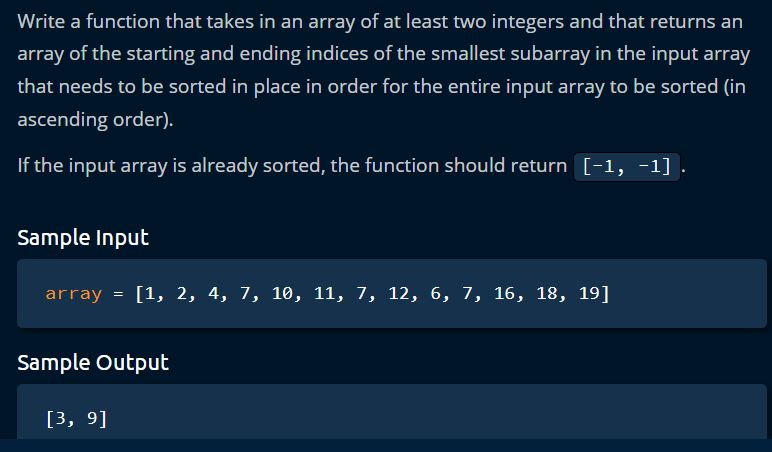 Write a function that takes in an array of at least two integers and that returns an
array of the starting and ending indices of the smallest subarray in the input array
that needs to be sorted in place in order for the entire input array to be sorted (in
ascending order).
If the input array is already sorted, the function should return [-1, -1].
Sample Input
array = [1, 2, 4, 7, 10, 11, 7, 12, 6, 7, 16, 18, 19]
Sample Output
[3, 9]